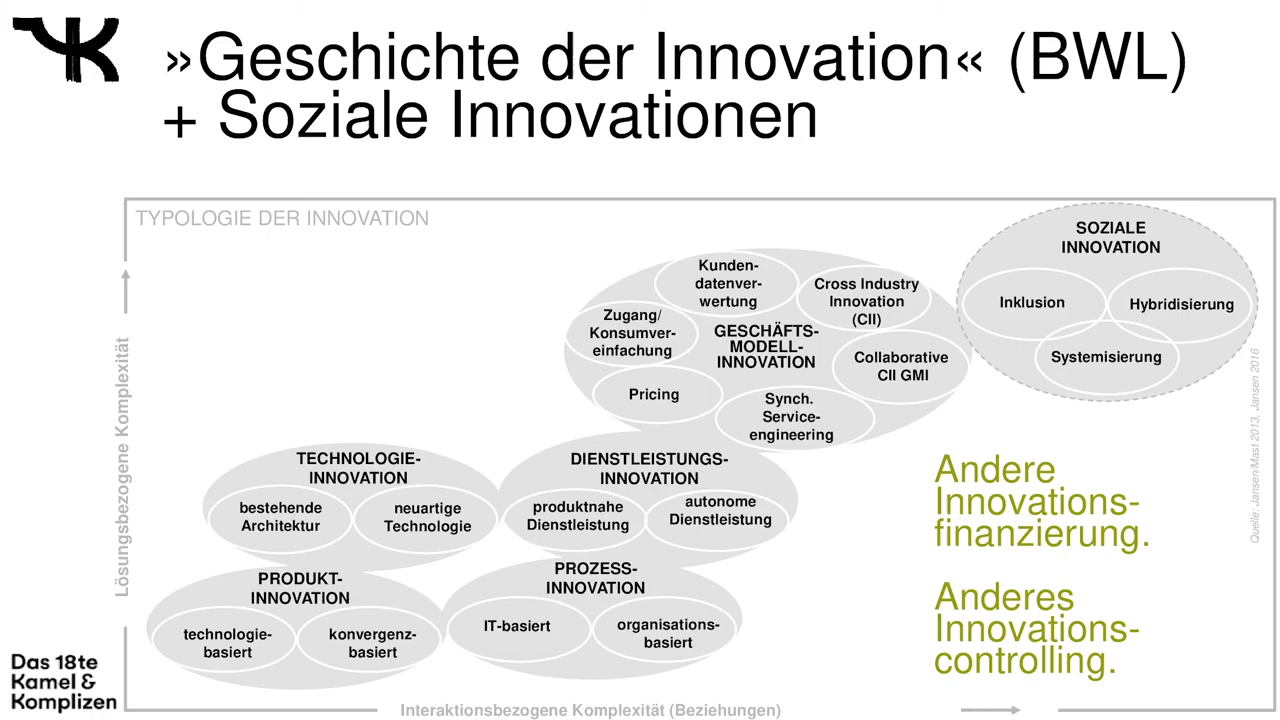 »Geschichte der Innovation« (BWL)
+ Soziale Innovationen
TYPOLOGIE DER INNOVATION
SOZIALE
INNOVATION
Inklusion
Hybridisierung
Systemisierung
Kunden-
datenver-
wertung
Cross Industry
Innovation
(CII)
Zugang/
Konsumver-
einfachung
GESCHÄFTS-
MODELL-
INNOVATION
Collaborative
CII GMI
Pricing
Synch.
Service-
engineering
TECHNOLOGIE-
INNOVATION
bestehende
Architektur
neuartige
Technologie
DIENSTLEISTUNGS-
INNOVATION
produktnahe
Dienstleistung
autonome
Dienstleistung
PRODUKT-
INNOVATION
technologie-
basiert
konvergenz-
basiert
PROZESS-
INNOVATION
IT-basiert
organisations-
basiert
Andere
Innovations-
finanzierung.
Anderes
Innovations-
controlling.
Quelle: Jansen/Mast 2013, Jansen 2016
Lösungsbezogene Komplexität
Interaktionsbezogene Komplexität (Beziehungen)
Das 18te
Kamel &
Komplizen